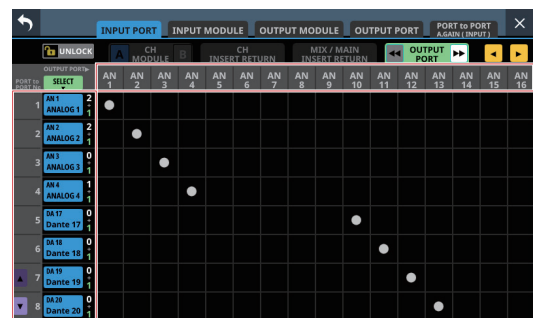 INPUT PORT INPUT MODULE OUTPUT MODULE OUTPUT PORT PORT to PORT
A.GAIN ( INPUT )
UNLOCK A CH MODULE B CH INSERT RETURN MIX / MAIN INSERT RETURN OUTPUT PORT
OUTPUT PORT
PORT to PORT No SELECT AN 1 AN 2 AN 3 AN 4 AN 5 AN 6 AN 7 AN 8 AN 9 AN 10 AN 11 AN 12 AN 13 AN 14 AN 15 AN 16
1 AN 1 ANALOG 1 2 + 1
2 AN 2 ANALOG 2 2 + 1
3 AN 3 ANALOG 3 0 + 1
4 AN 4 ANALOG 4 1 + 1
5 DA 17 Dante 17 0 + 1
6 DA 18 Dante 18 0 + 1
7 DA 19 Dante 19 0 + 1
8 DA 20 Dante 20 0 + 1